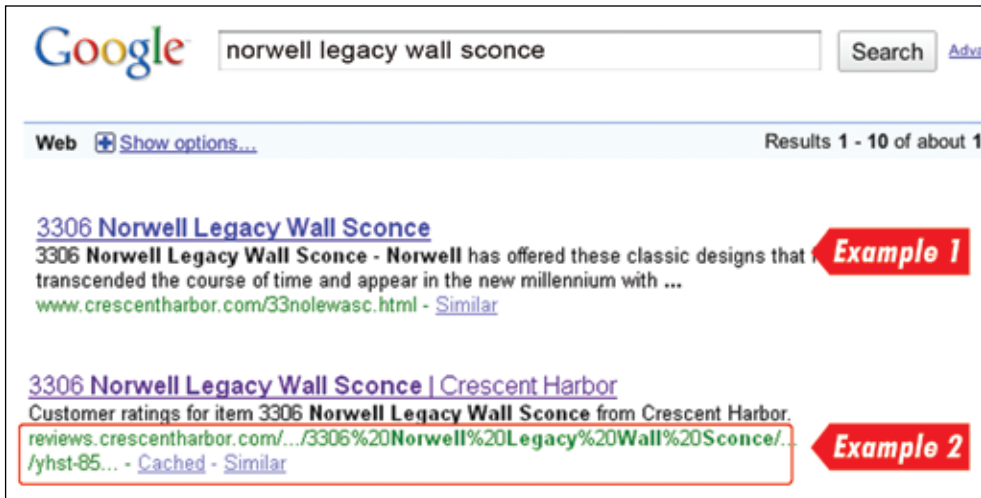 Google norwell legacy wall sconce Search Adva
Web Show options... Results 1 - 10 of about 1
3306 Norwell Legacy Wall Sconce
3306 Norwell Legacy Wall Sconce - Norwell has offered these classic designs that
Example 1
transcended the course of time and appear in the new millennium with ...
www.crescentharbor.com/33nolewasc.html - Similar
3306 Norwell Legacy Wall Sconce | Crescent Harbor
Customer ratings for item 3306 Norwell Legacy Wall Sconce from Crescent Harbor.
reviews.crescentharbor.com/.../3306%20Norwell%20Legacy%20Wall%20Sconce/...
/yhst-85... - Cached - Similar
Example 2